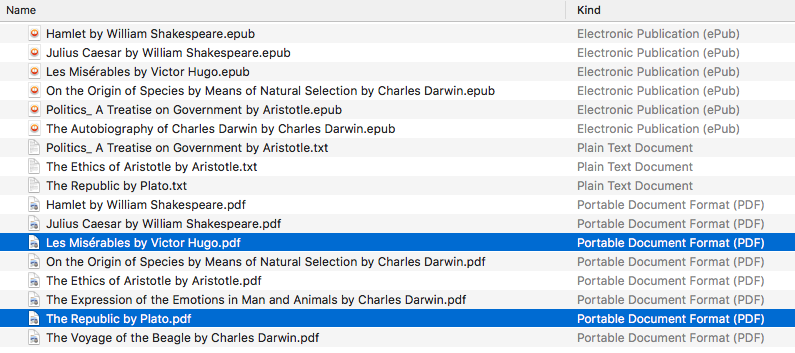 Name Kind
Hamlet by William Shakespeare.epub Electronic Publication (ePub)
Julius Caesar by William Shakespeare.epub Electronic Publication (ePub)
Les Misérables by Victor Hugo.epub Electronic Publication (ePub)
On the Origin of Species by Means of Natural Selection by Charles Darwin.epub Electronic Publication (ePub)
Politics_ A Treatise on Government by Aristotle.epub Electronic Publication (ePub)
The Autobiography of Charles Darwin by Charles Darwin.epub Electronic Publication (ePub)
Politics_ A Treatise on Government by Aristotle.txt Plain Text Document
The Ethics of Aristotle by Aristotle.txt Plain Text Document
The Republic by Plato.txt Plain Text Document
Hamlet by William Shakespeare.pdf Portable Document Format (PDF)
Julius Caesar by William Shakespeare.pdf Portable Document Format (PDF)
Les Misérables by Victor Hugo.pdf Portable Document Format (PDF)
On the Origin of Species by Means of Natural Selection by Charles Darwin.pdf Portable Document Format (PDF)
The Ethics of Aristotle by Aristotle.pdf Portable Document Format (PDF)
The Expression of the Emotions in Man and Animals by Charles Darwin.pdf Portable Document Format (PDF)
The Republic by Plato.pdf Portable Document Format (PDF)
The Voyage of the Beagle by Charles Darwin.pdf Portable Document Format (PDF)